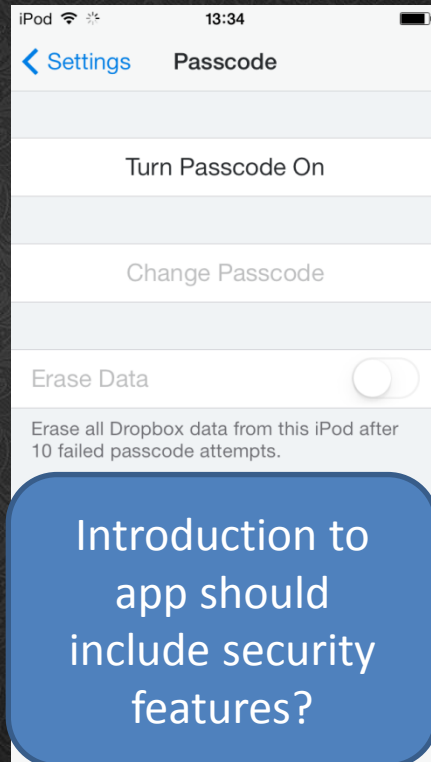 iPod 13:34
Settings Passcode
Turn Passcode On
Change Passcode
Erase Data
Erase all Dropbox data from this iPod after
10 failed passcode attempts.
Introduction to
app should
include security
features?